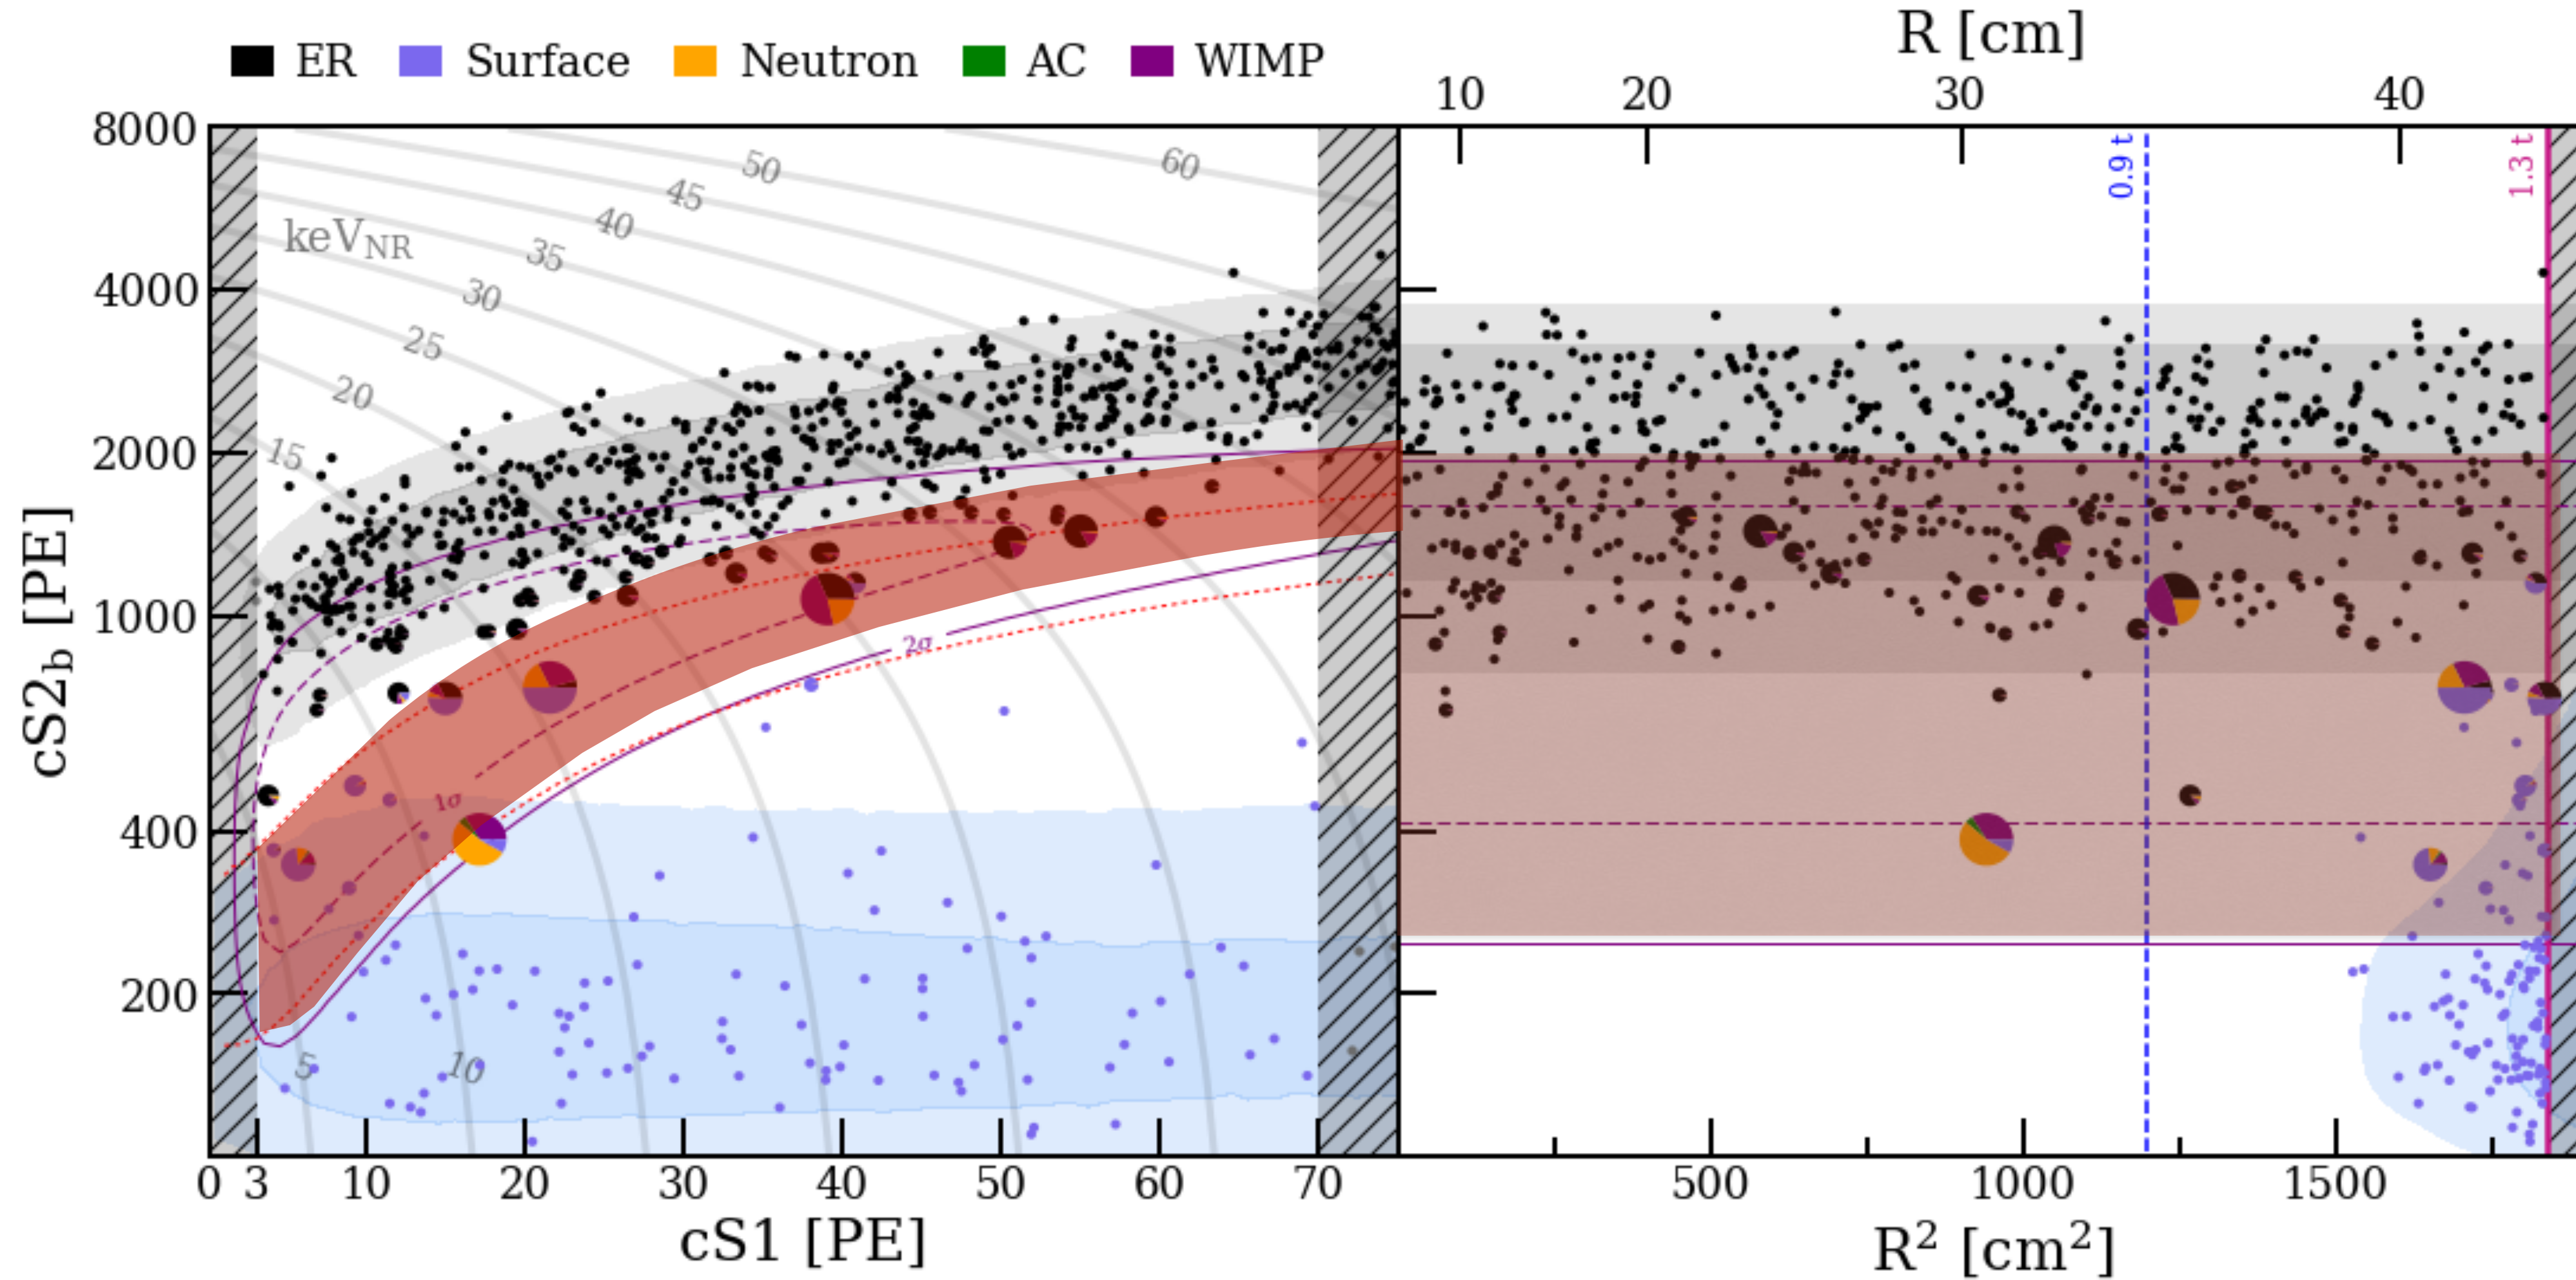 ER Surface Neutron AC WIMP
R [cm]
10 20 30 40
8000
4000
2000
1000
400
200
cS2b [PE]
keVNR
50
60
45
40
35
30
25
20
15
5
10
1σ
2σ
0.9 t
1.3 t
0 3 10 20 30 40 50 60 70
500 1000 1500
cS1 [PE]
R² [cm²]